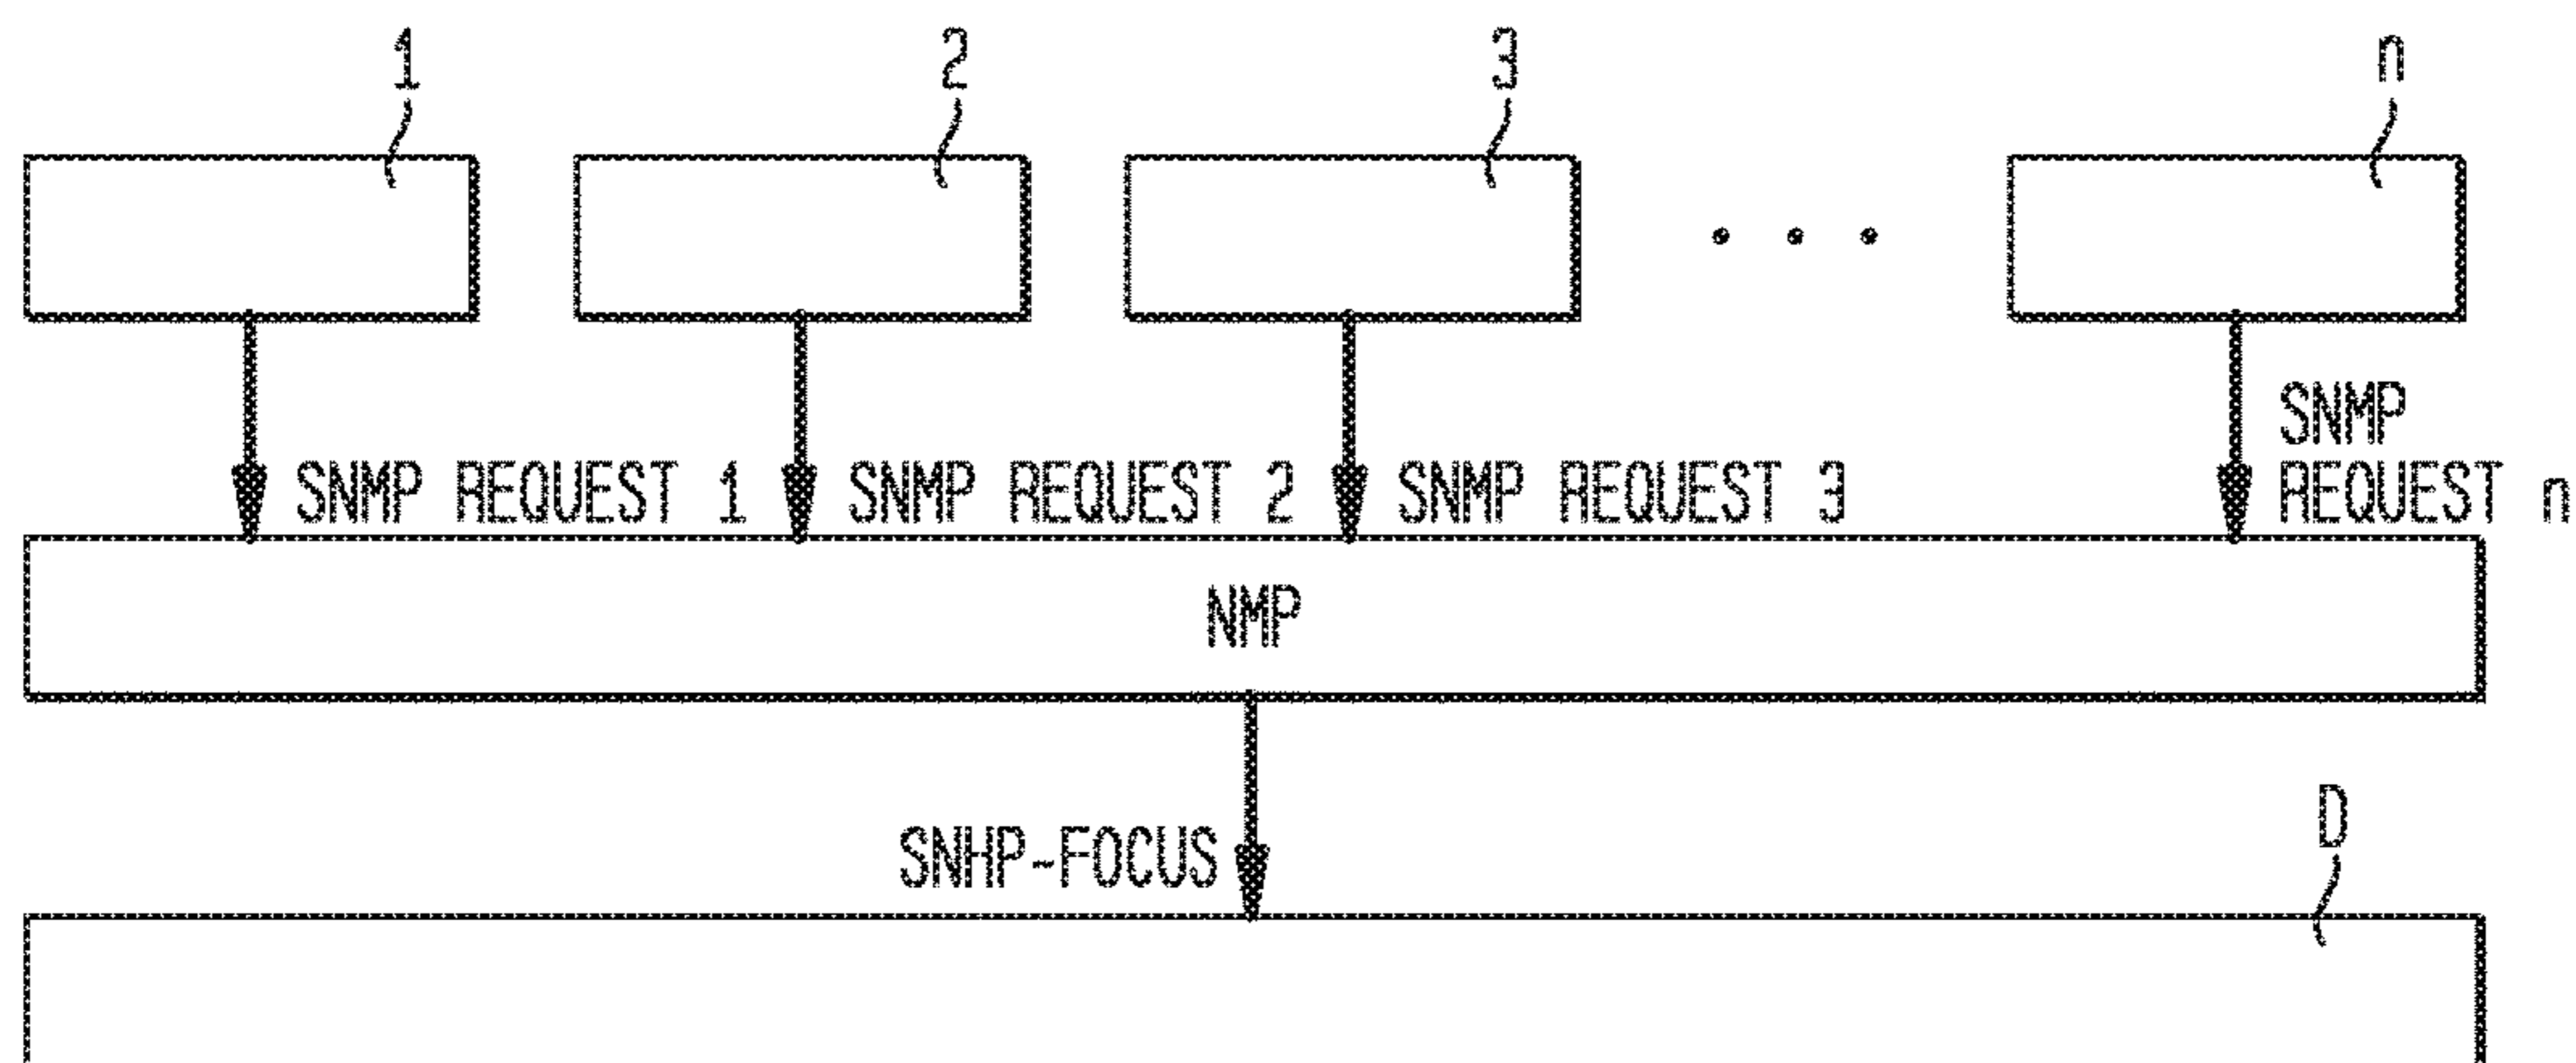 1
2
3
n
SNMP
REQUEST n
SNMP REQUEST 1
SNMP REQUEST 2
SNMP REQUEST 3
NMP
SNHP-FOCUS
D